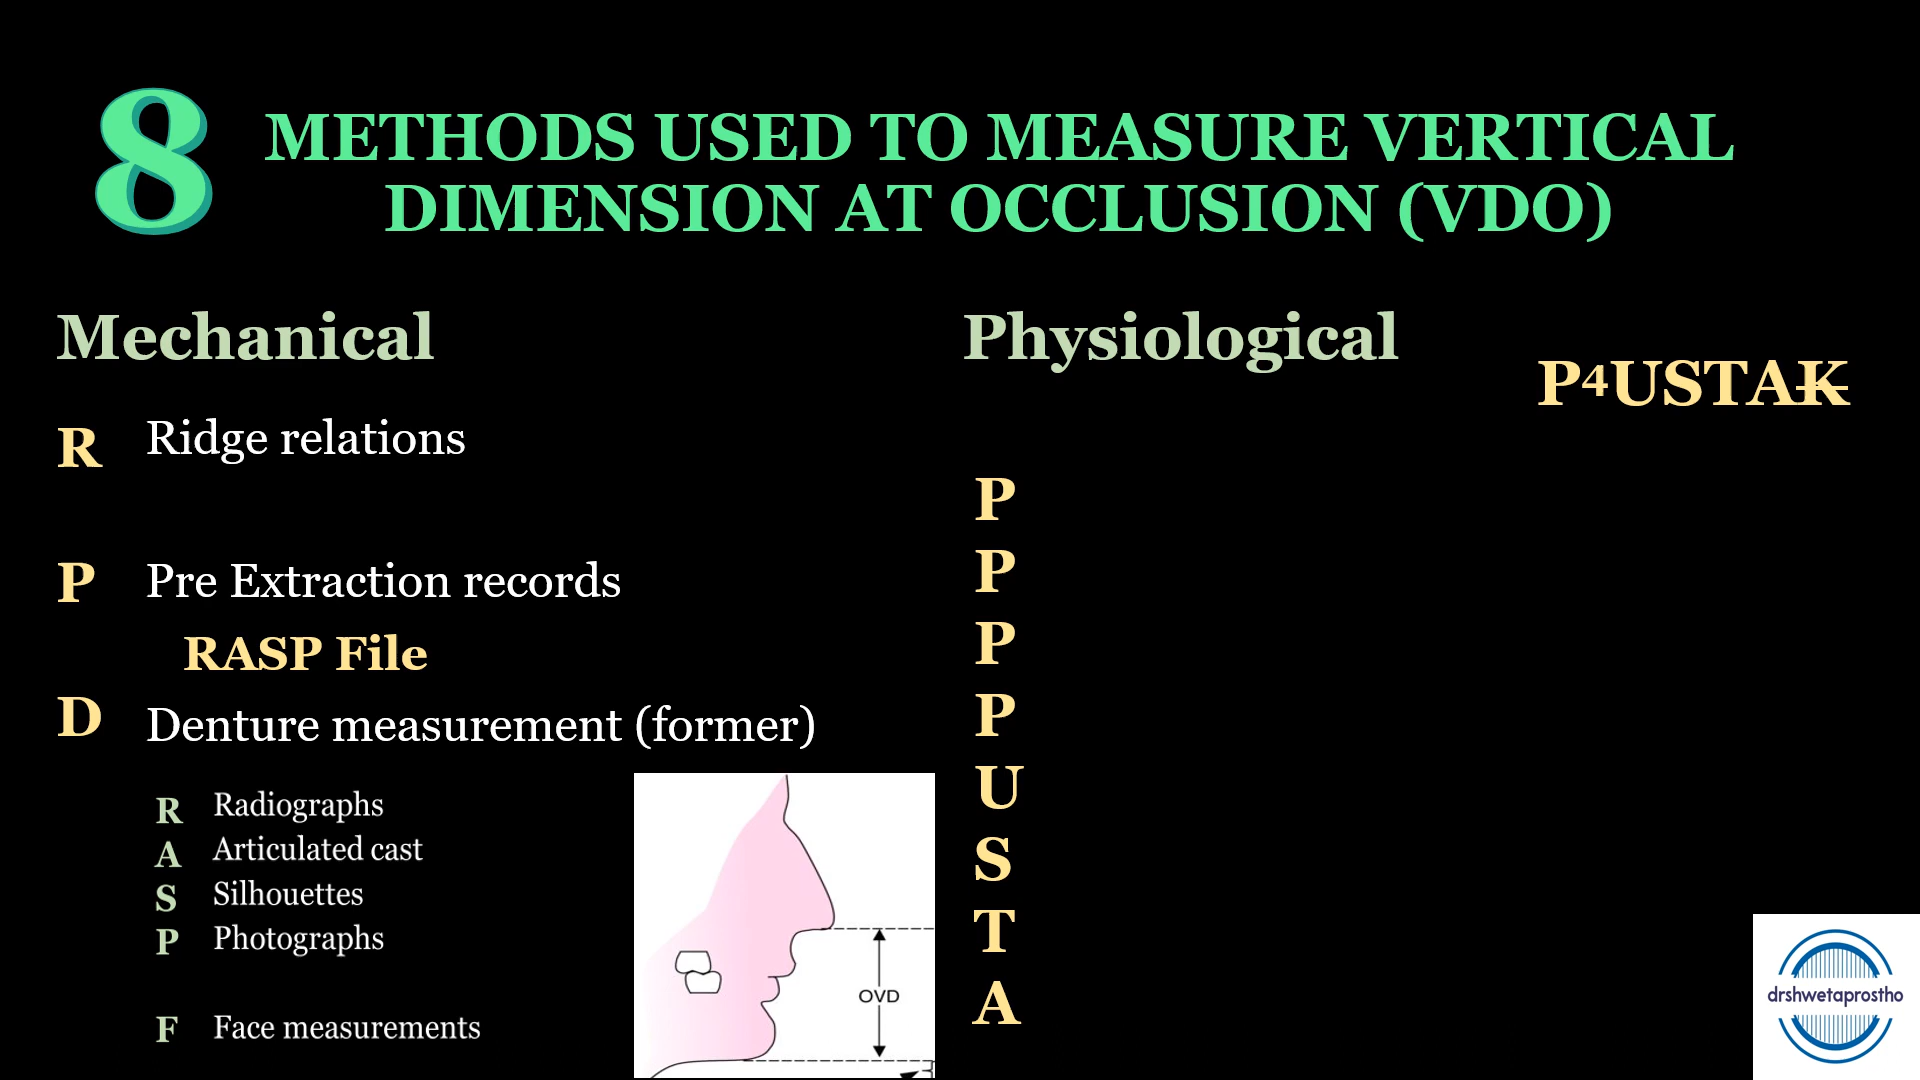 8
METHODS USED TO MEASURE VERTICAL
DIMENSION AT OCCLUSION (VDO)
Mechanical
R Ridge relations
P Pre Extraction records
RASP File
D Denture measurement (former)
R Radiographs
A Articulated cast
S Silhouettes
P Photographs
F Face measurements
OVD
Physiological
P4USTAK
P
P
P
P
U
S
T
A
drshwetaprostho